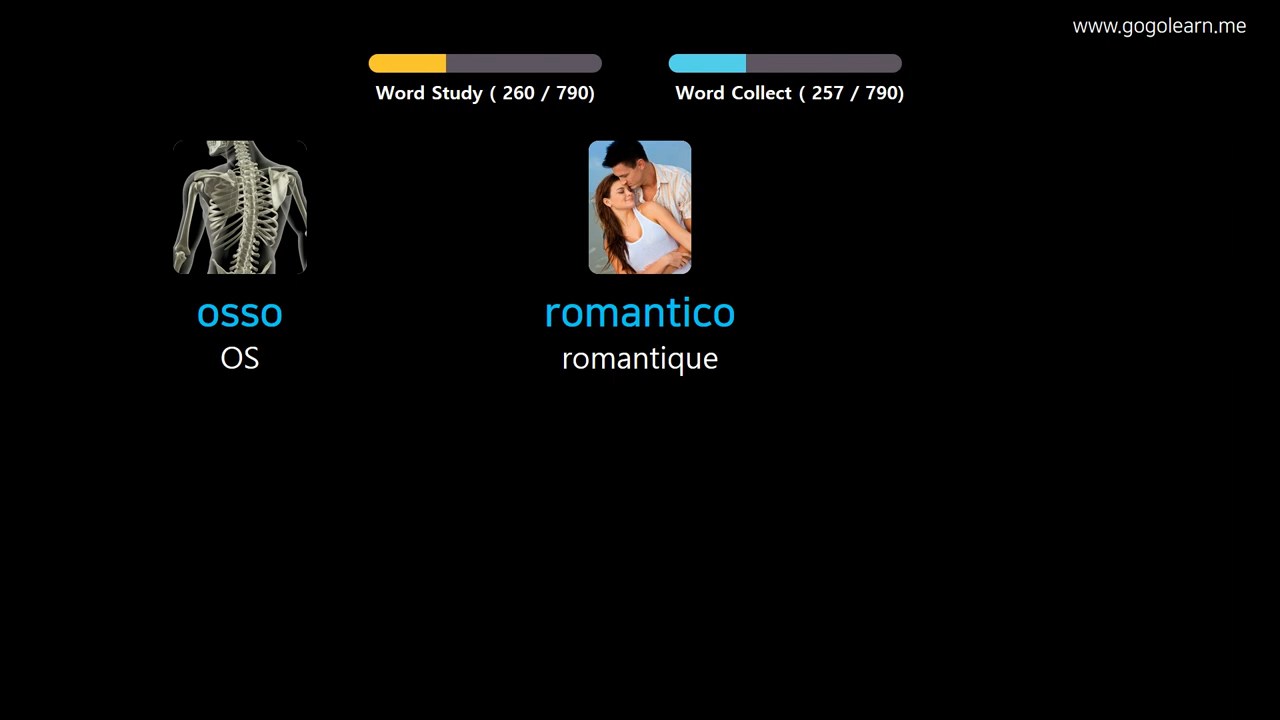 www.gogolearn.me
Word Study ( 260 / 790)
Word Collect ( 257 / 790)
osso
romantico
OS
romantique